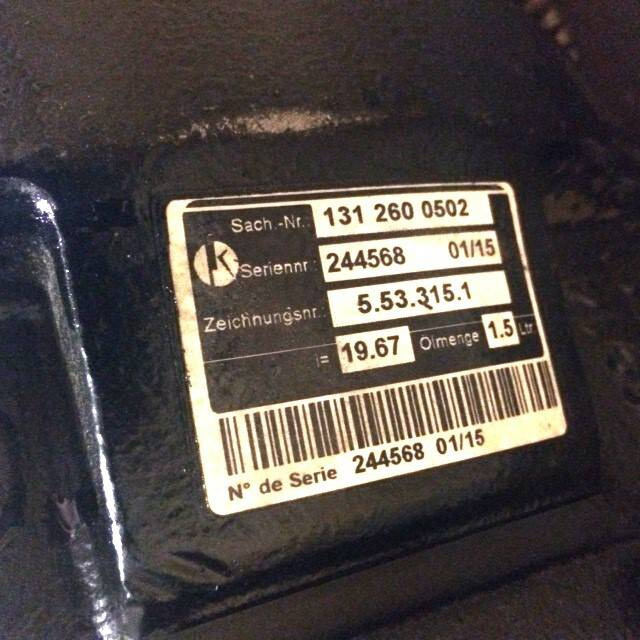 Sach.-Nr. 131 260 0502
K
Seriennr.: 244568 01/15
Zeichnungsnr.: 5.53.315.1
i= 19.67 Ölmenge 1.5 Ltr.
N° de Serie 244568 01/15